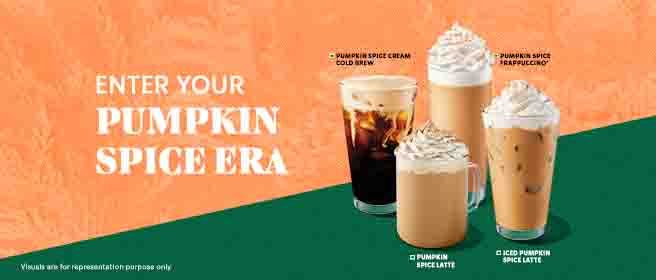 ENTER YOUR
PUMPKIN
SPICE ERA
PUMPKIN SPICE CREAM
COLD BREW
PUMPKIN SPICE
FRAPPUCCINO®
PUMPKIN
SPICE LATTE
ICED PUMPKIN
SPICE LATTE
Visuals are for representation purpose only